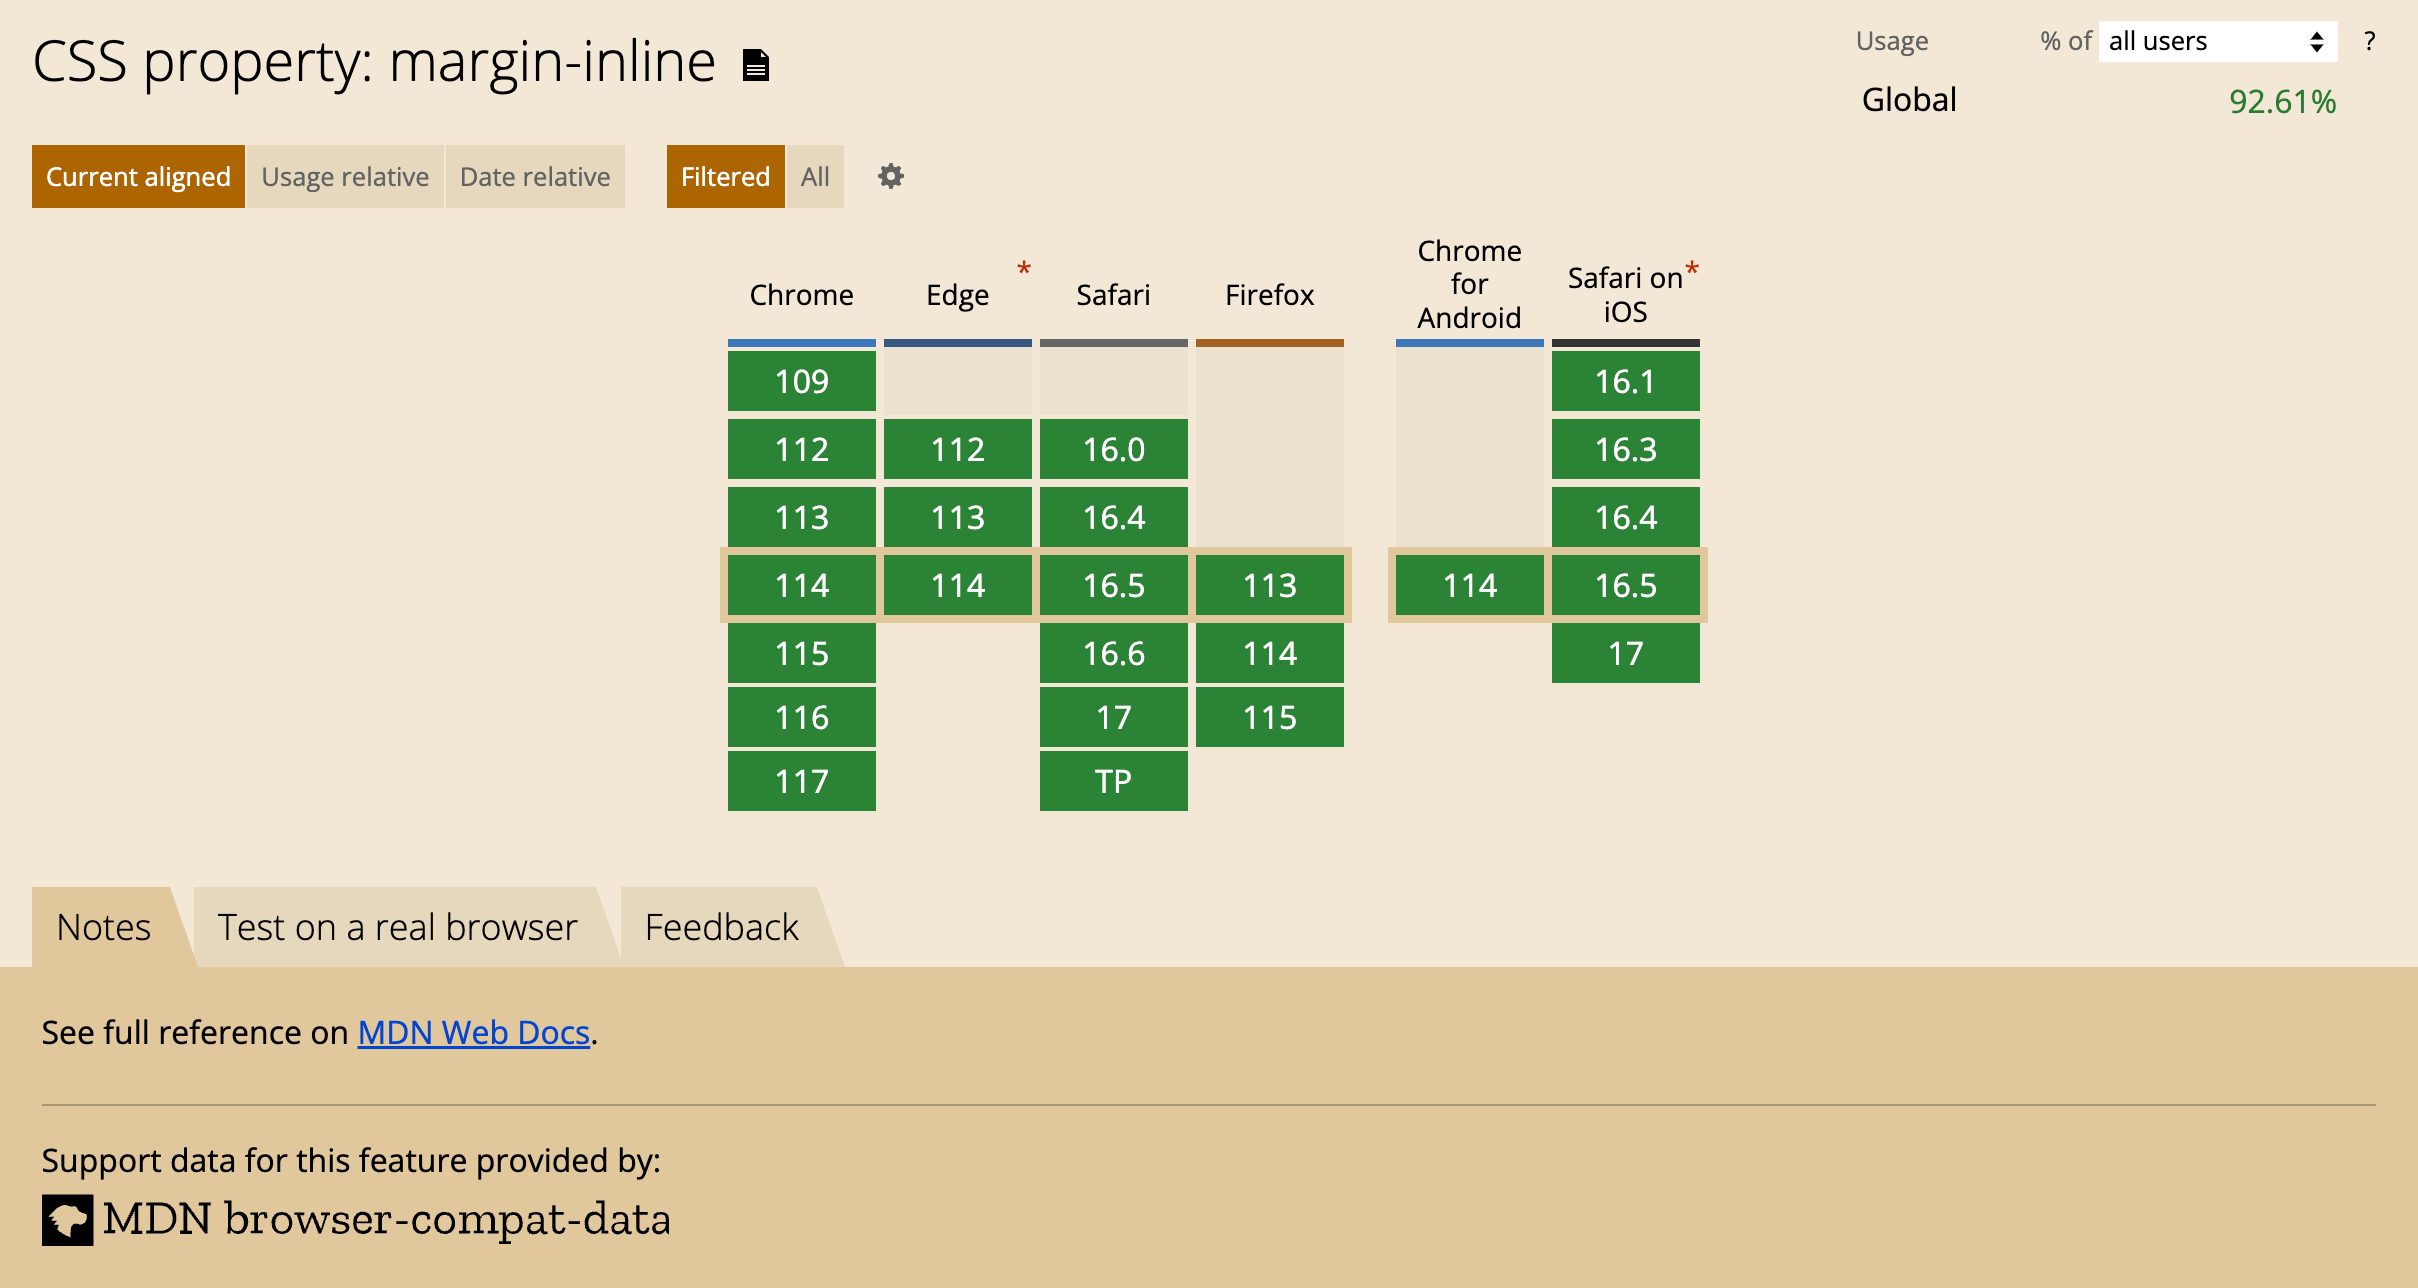 CSS property: margin-inline
Usage % of all users ?
Global 92.61%
Current aligned Usage relative Date relative Filtered All
Chrome Edge * Safari Firefox Chrome for Android Safari on iOS *
109 16.1
112 112 16.0 16.3
113 113 16.4 16.4
114 114 16.5 113 114 16.5
115 16.6 114 17
116 17 115
117 TP
Notes Test on a real browser Feedback
See full reference on MDN Web Docs.
Support data for this feature provided by:
MDN browser-compat-data